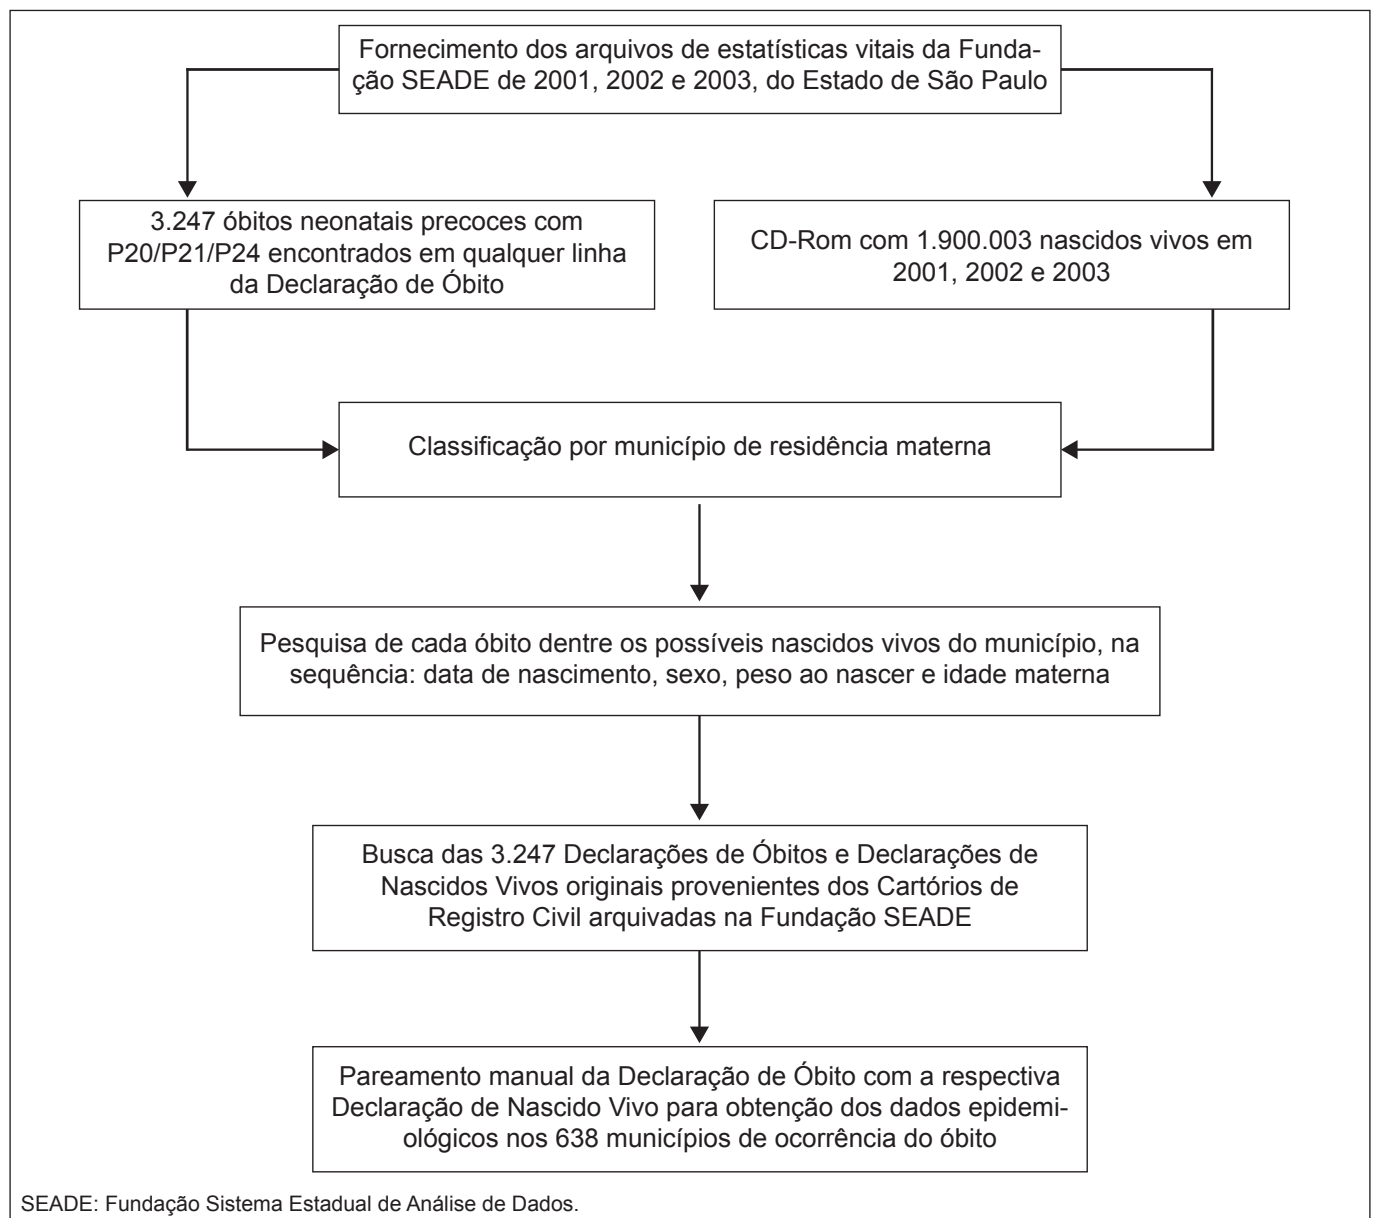 Fornecimento dos arquivos de estatísticas vitais da Funda-
ção SEADE de 2001, 2002 e 2003, do Estado de São Paulo
3.247 óbitos neonatais precoces com
P20/P21/P24 encontrados em qualquer linha
da Declaração de Óbito
CD-Rom com 1.900.003 nascidos vivos em
2001, 2002 e 2003
Classificação por município de residência materna
Pesquisa de cada óbito dentre os possíveis nascidos vivos do município, na
sequência: data de nascimento, sexo, peso ao nascer e idade materna
Busca das 3.247 Declarações de Óbitos e Declarações de
Nascidos Vivos originais provenientes dos Cartórios de
Registro Civil arquivadas na Fundação SEADE
Pareamento manual da Declaração de Óbito com a respectiva
Declaração de Nascido Vivo para obtenção dos dados epidemi-
ológicos nos 638 municípios de ocorrência do óbito
SEADE: Fundação Sistema Estadual de Análise de Dados.